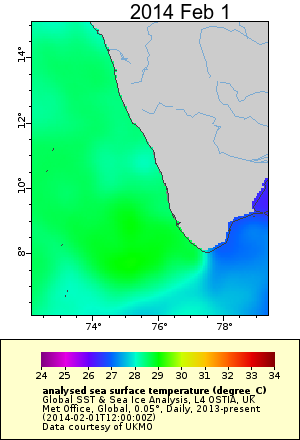 2014 Feb 1
14°
12°
10°
8°
74° 76° 78°
24 25 26 27 28 29 30 31 32 33 34
analysed sea surface temperature (degree_C)
Global SST & Sea Ice Analysis, L4 OSTIA, UK
Met Office, Global, 0.05°, Daily, 2013-present
(2014-02-01T12:00:00Z)
Data courtesy of UKMO